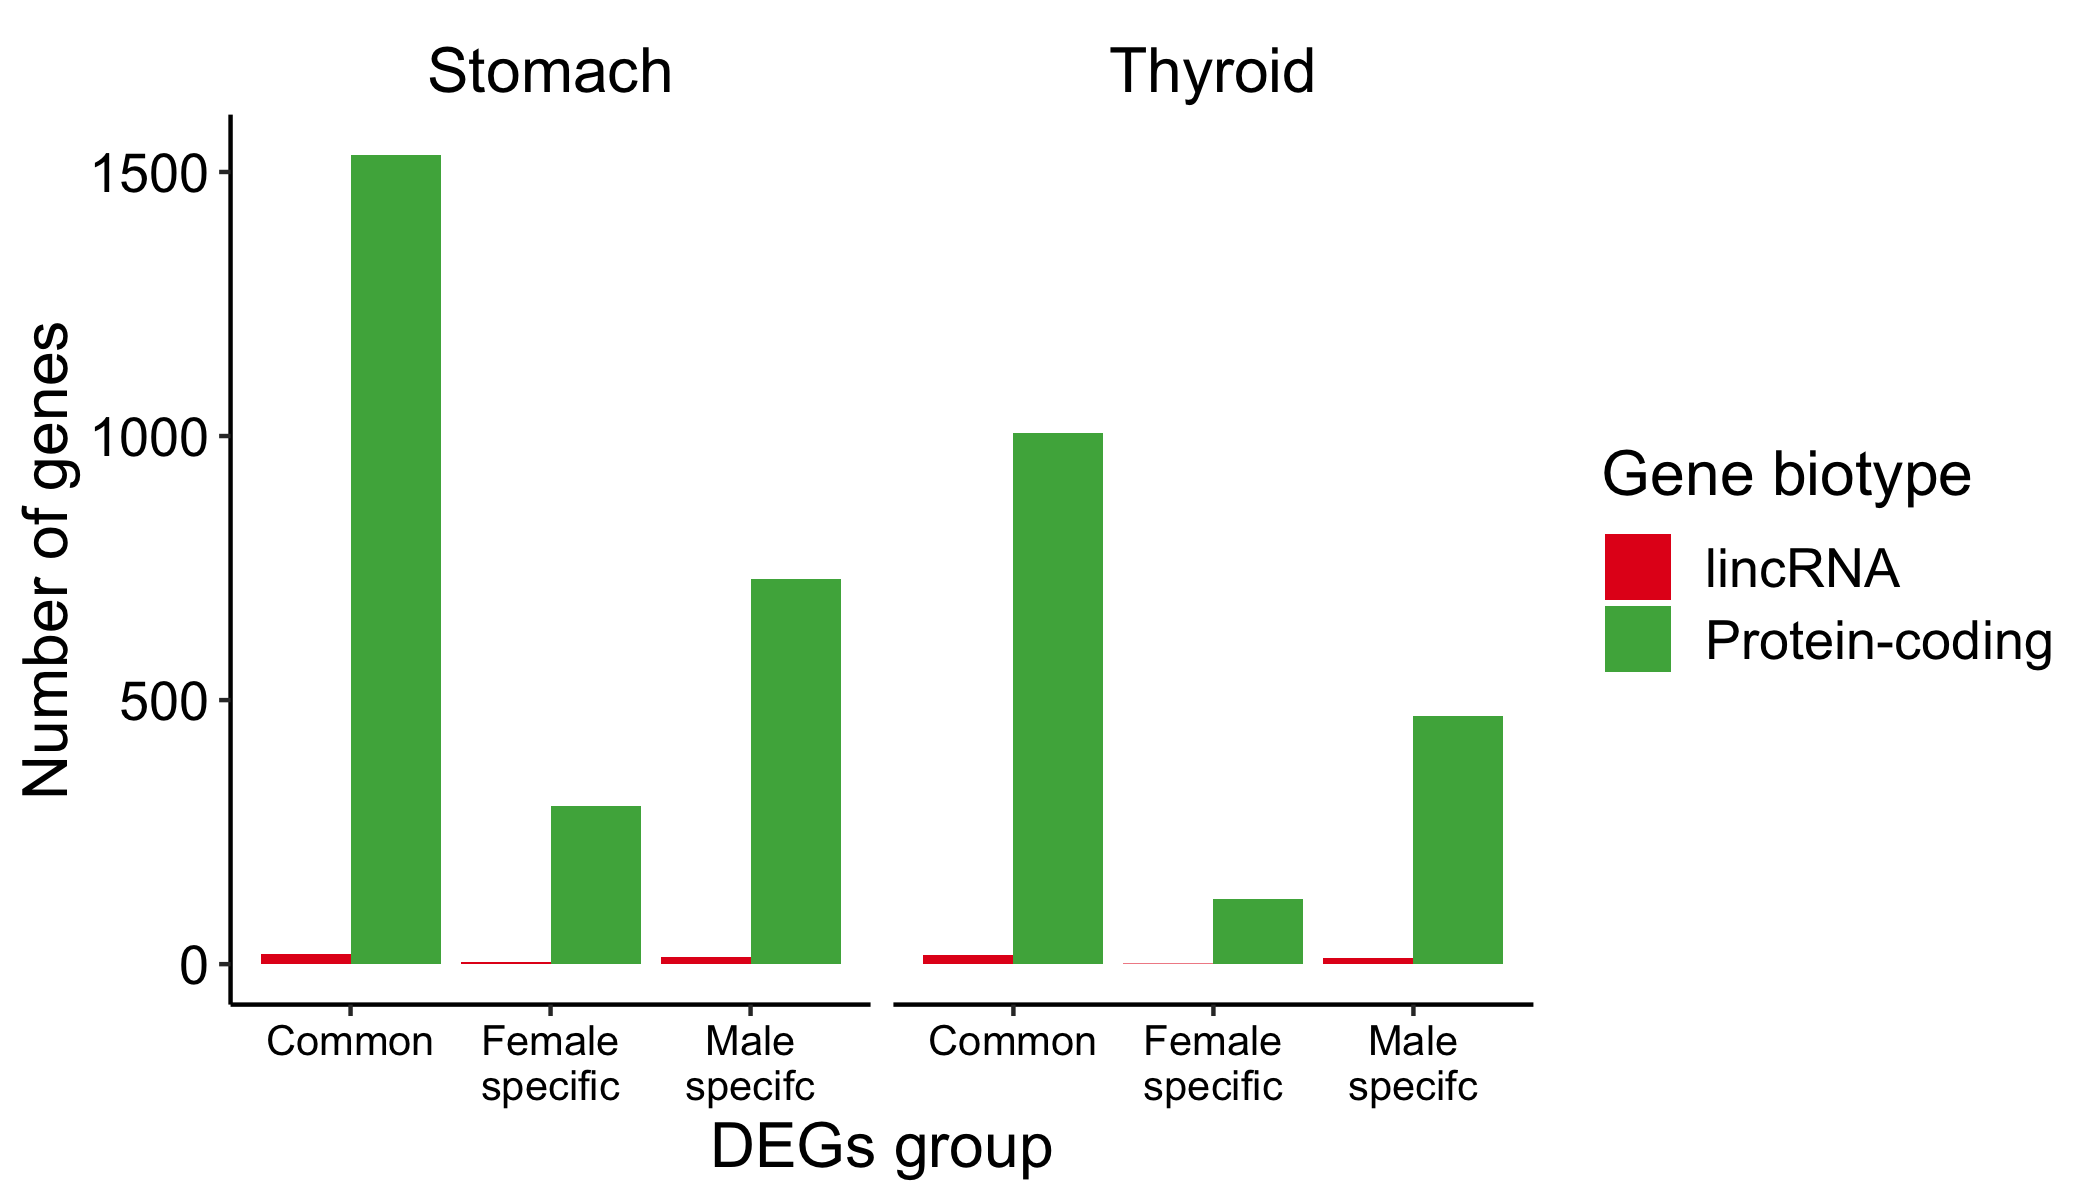 Stomach
Thyroid
1500
1000
500
0
Number of genes
Common
Female
specific
Male
specifc
Common
Female
specific
Male
specifc
DEGs group
Gene biotype
lincRNA
Protein-coding